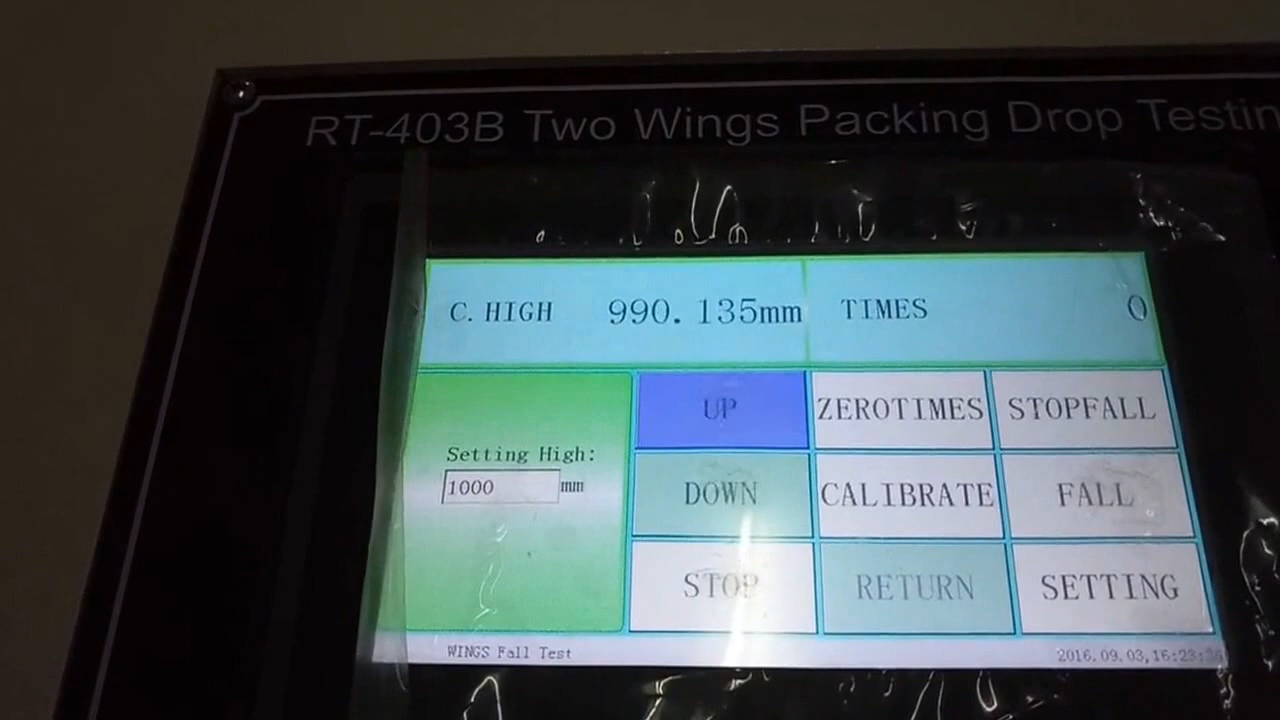 RT-403B Two Wings Packing Drop Testin
C. HIGH 990.135mm TIMES 0
UP ZEROTIMES STOPFALL
Setting High:
1000 mm
DOWN CALIBRATE FALL
STOP RETURN SETTING
WINGS Fall Test 2016.09.03,16:23: